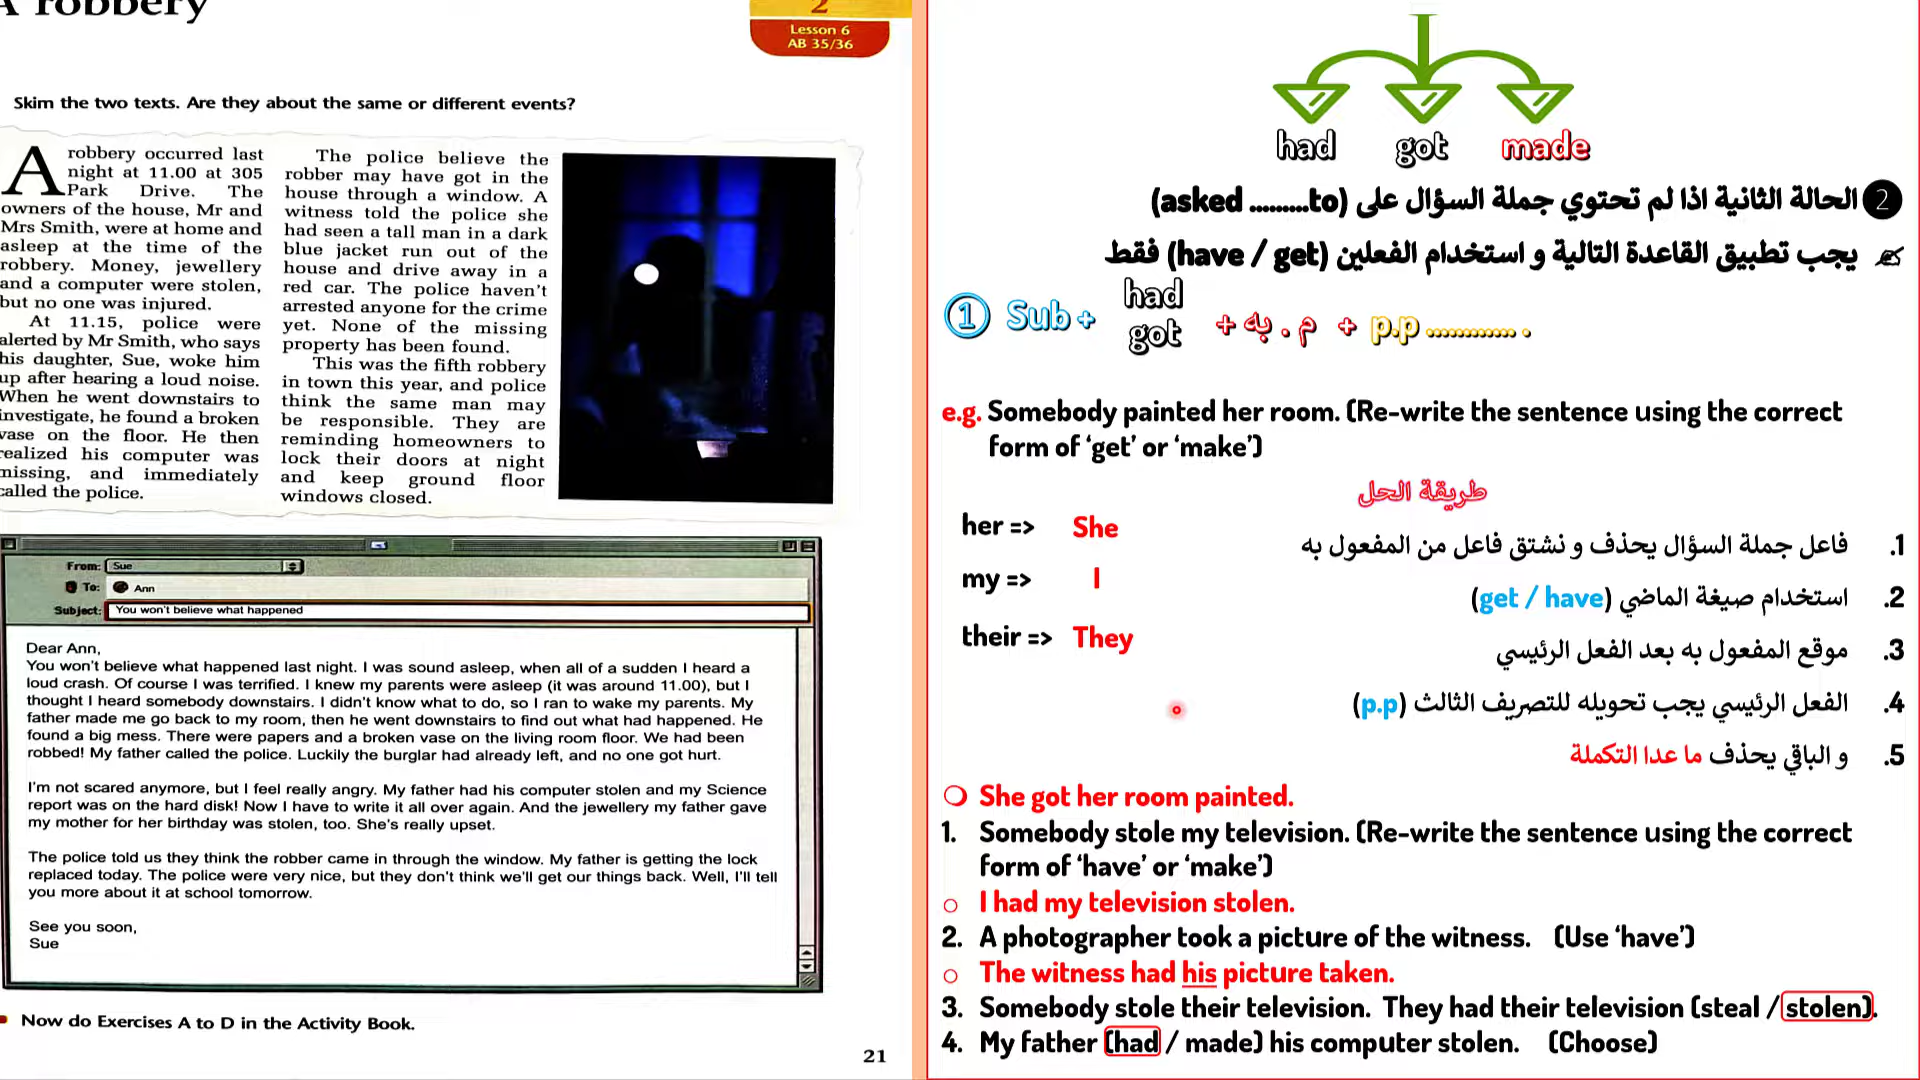 A robbery
2
Lesson 6
AB 35/36
Skim the two texts. Are they about the same or different events?
A robbery occurred last
night at 11.00 at 305
Park Drive. The
owners of the house, Mr and
Mrs Smith, were at home and
asleep at the time of the
robbery. Money, jewellery
and a computer were stolen,
but no one was injured.
At 11.15, police were
alerted by Mr Smith, who says
his daughter, Sue, woke him
up after hearing a loud noise.
When he went downstairs to
investigate, he found a broken
vase on the floor. He then
realized his computer was
missing, and immediately
called the police.
The police believe the
robber may have got in the
house through a window. A
witness told the police she
had seen a tall man in a dark
blue jacket run out of the
house and drive away in a
red car. The police haven't
arrested anyone for the crime
yet. None of the missing
property has been found.
This was the fifth robbery
in town this year, and police
think the same man may
be responsible. They are
reminding homeowners to
lock their doors at night
and keep ground floor
windows closed.
From: Sue
To: Ann
Subject: You won't believe what happened
Dear Ann,
You won't believe what happened last night. I was sound asleep, when all of a sudden I heard a
loud crash. Of course I was terrified. I knew my parents were asleep (it was around 11.00), but I
thought I heard somebody downstairs. I didn't know what to do, so I ran to wake my parents. My
father made me go back to my room, then he went downstairs to find out what had happened. He
found a big mess. There were papers and a broken vase on the living room floor. We had been
robbed! My father called the police. Luckily the burglar had already left, and no one got hurt.
I'm not scared anymore, but I feel really angry. My father had his computer stolen and my Science
report was on the hard disk! Now I have to write it all over again. And the jewellery my father gave
my mother for her birthday was stolen, too. She's really upset.
The police told us they think the robber came in through the window. My father is getting the lock
replaced today. The police were very nice, but they don't think we'll get our things back. Well, I'll tell
you more about it at school tomorrow.
See you soon,
Sue
Now do Exercises A to D in the Activity Book.
21
had got made
2 الحالة الثانية اذا لم تحتوي جملة السؤال على (asked .........to)
يجب تطبيق القاعدة التالية و استخدام الفعلين (have / get) فقط
1 Sub + had got + م . به + p.p ............. .
e.g. Somebody painted her room. (Re-write the sentence using the correct
form of ‘get’ or ‘make’)
طريقة الحل
her => She
my => I
their => They
1. فاعل جملة السؤال يحذف و نشتق فاعل من المفعول به
2. استخدام صيغة الماضي (get / have)
3. موقع المفعول به بعد الفعل الرئيسي
4. الفعل الرئيسي يجب تحويله للتصريف الثالث (p.p)
5. و الباقي يحذف ما عدا التكملة
She got her room painted.
1. Somebody stole my television. (Re-write the sentence using the correct
form of ‘have’ or ‘make’)
o I had my television stolen.
2. A photographer took a picture of the witness. (Use ‘have’)
o The witness had his picture taken.
3. Somebody stole their television. They had their television (steal / stolen).
4. My father (had / made) his computer stolen. (Choose)